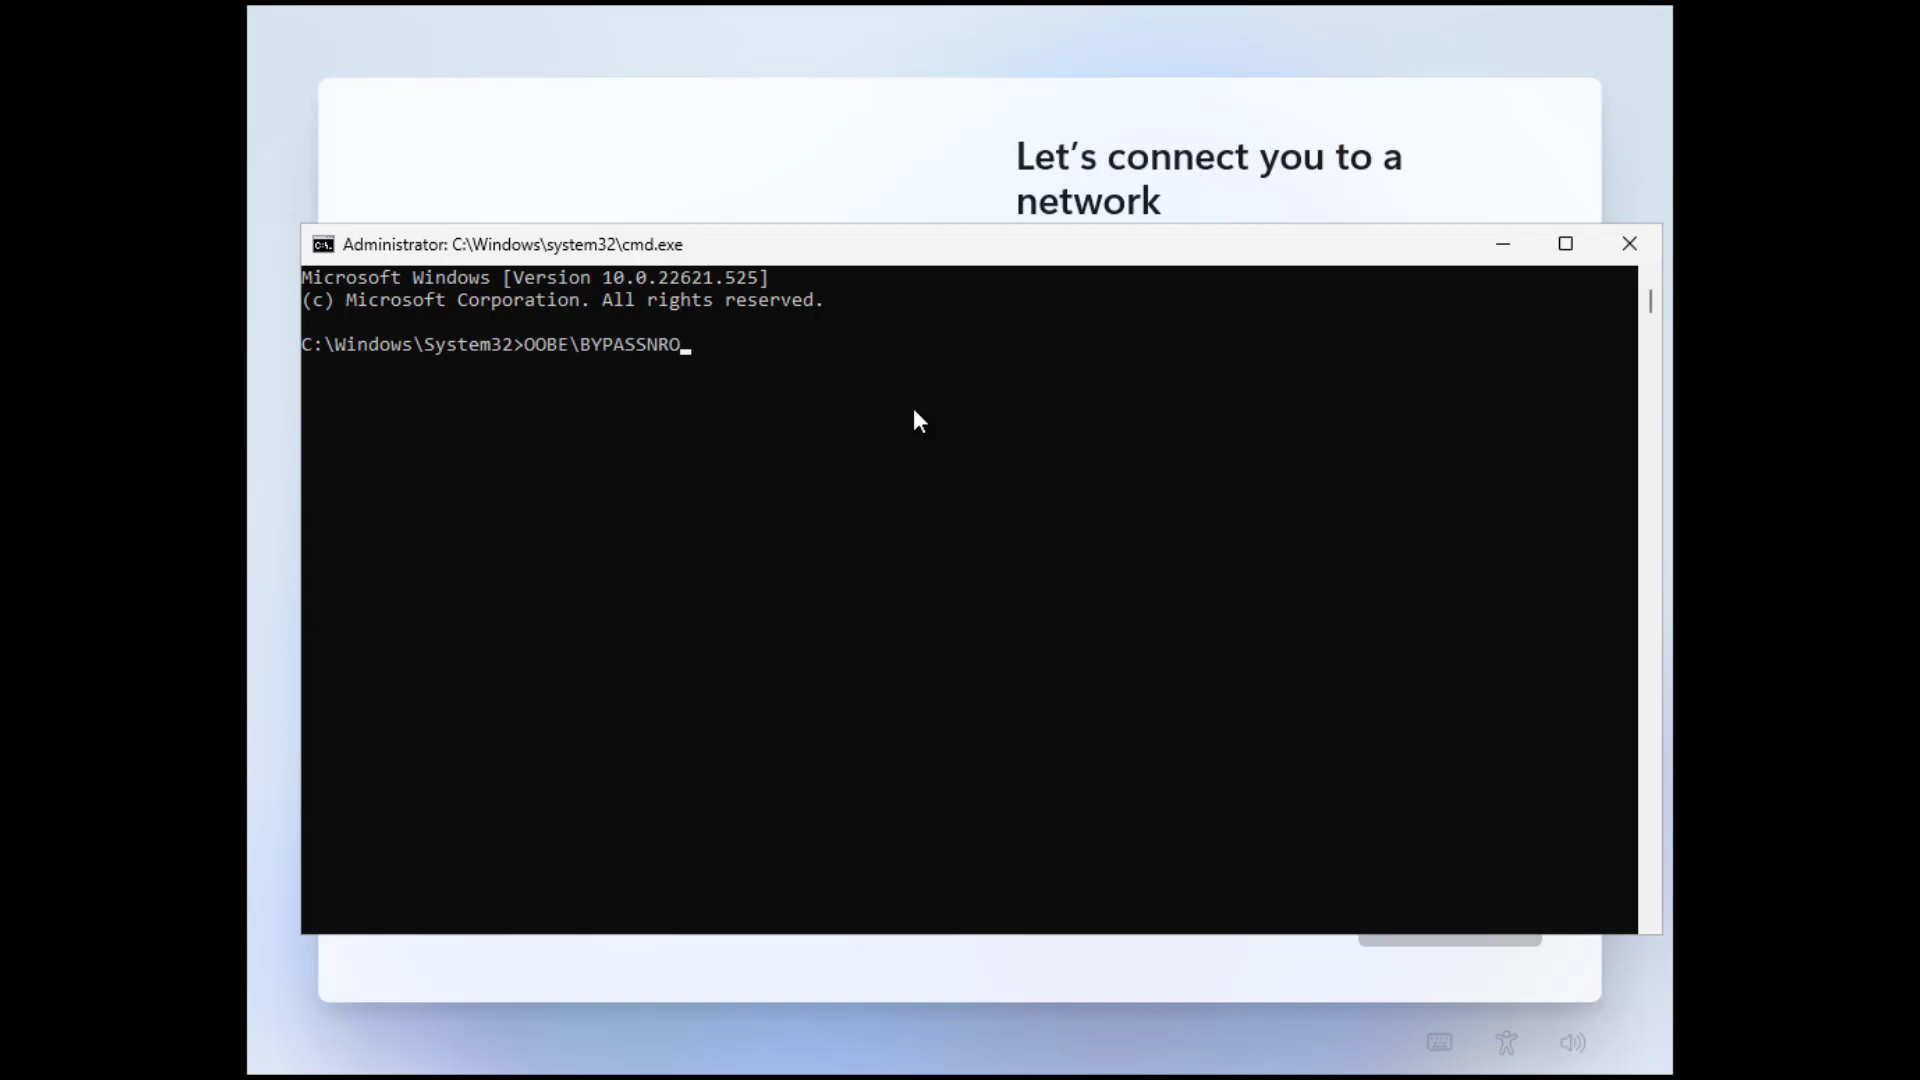 Let’s connect you to a
network
Administrator: C:\Windows\system32\cmd.exe
Microsoft Windows [Version 10.0.22621.525]
(c) Microsoft Corporation. All rights reserved.
C:\Windows\System32>OOBE\BYPASSNRO